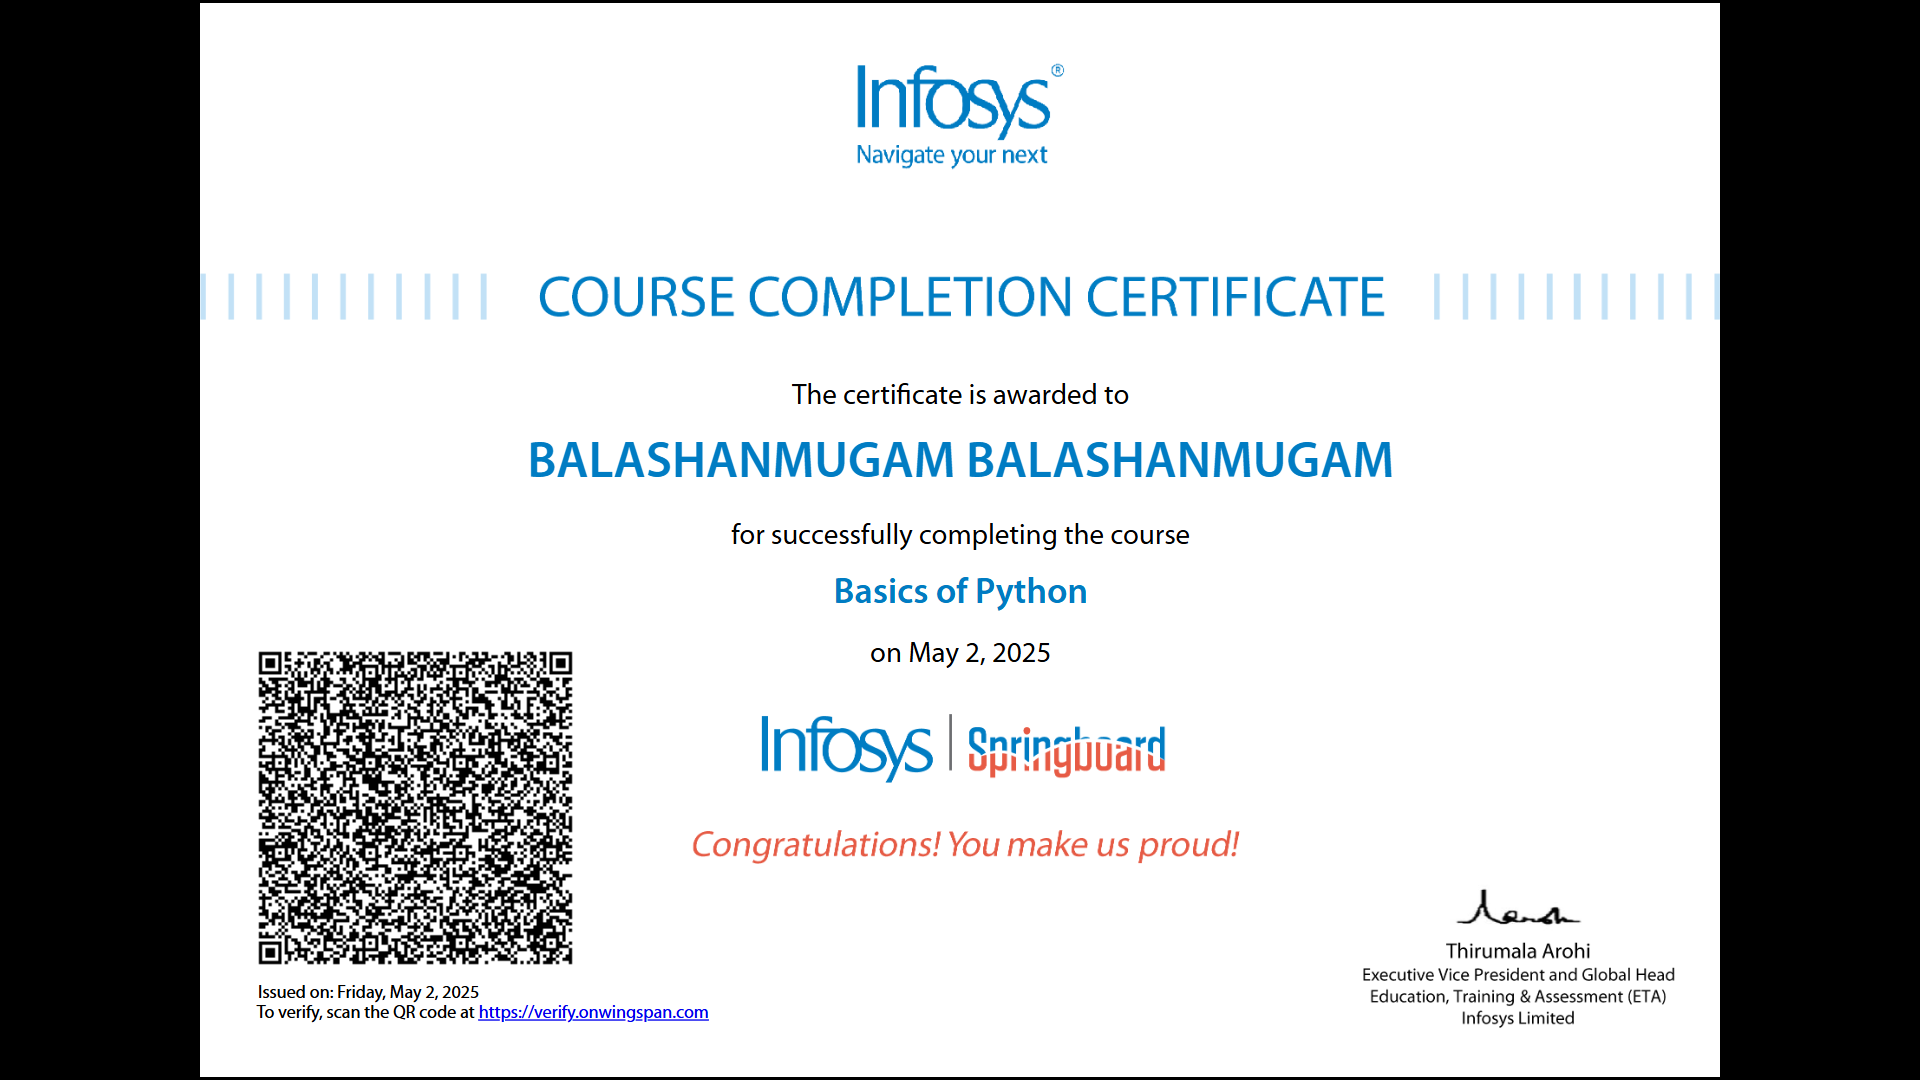 Infosys®
Navigate your next
COURSE COMPLETION CERTIFICATE
The certificate is awarded to
BALASHANMUGAM BALASHANMUGAM
for successfully completing the course
Basics of Python
on May 2, 2025
Infosys | Springboard
Congratulations! You make us proud!
Issued on: Friday, May 2, 2025
To verify, scan the QR code at https://verify.onwingspan.com
Thirumala Arohi
Executive Vice President and Global Head
Education, Training & Assessment (ETA)
Infosys Limited